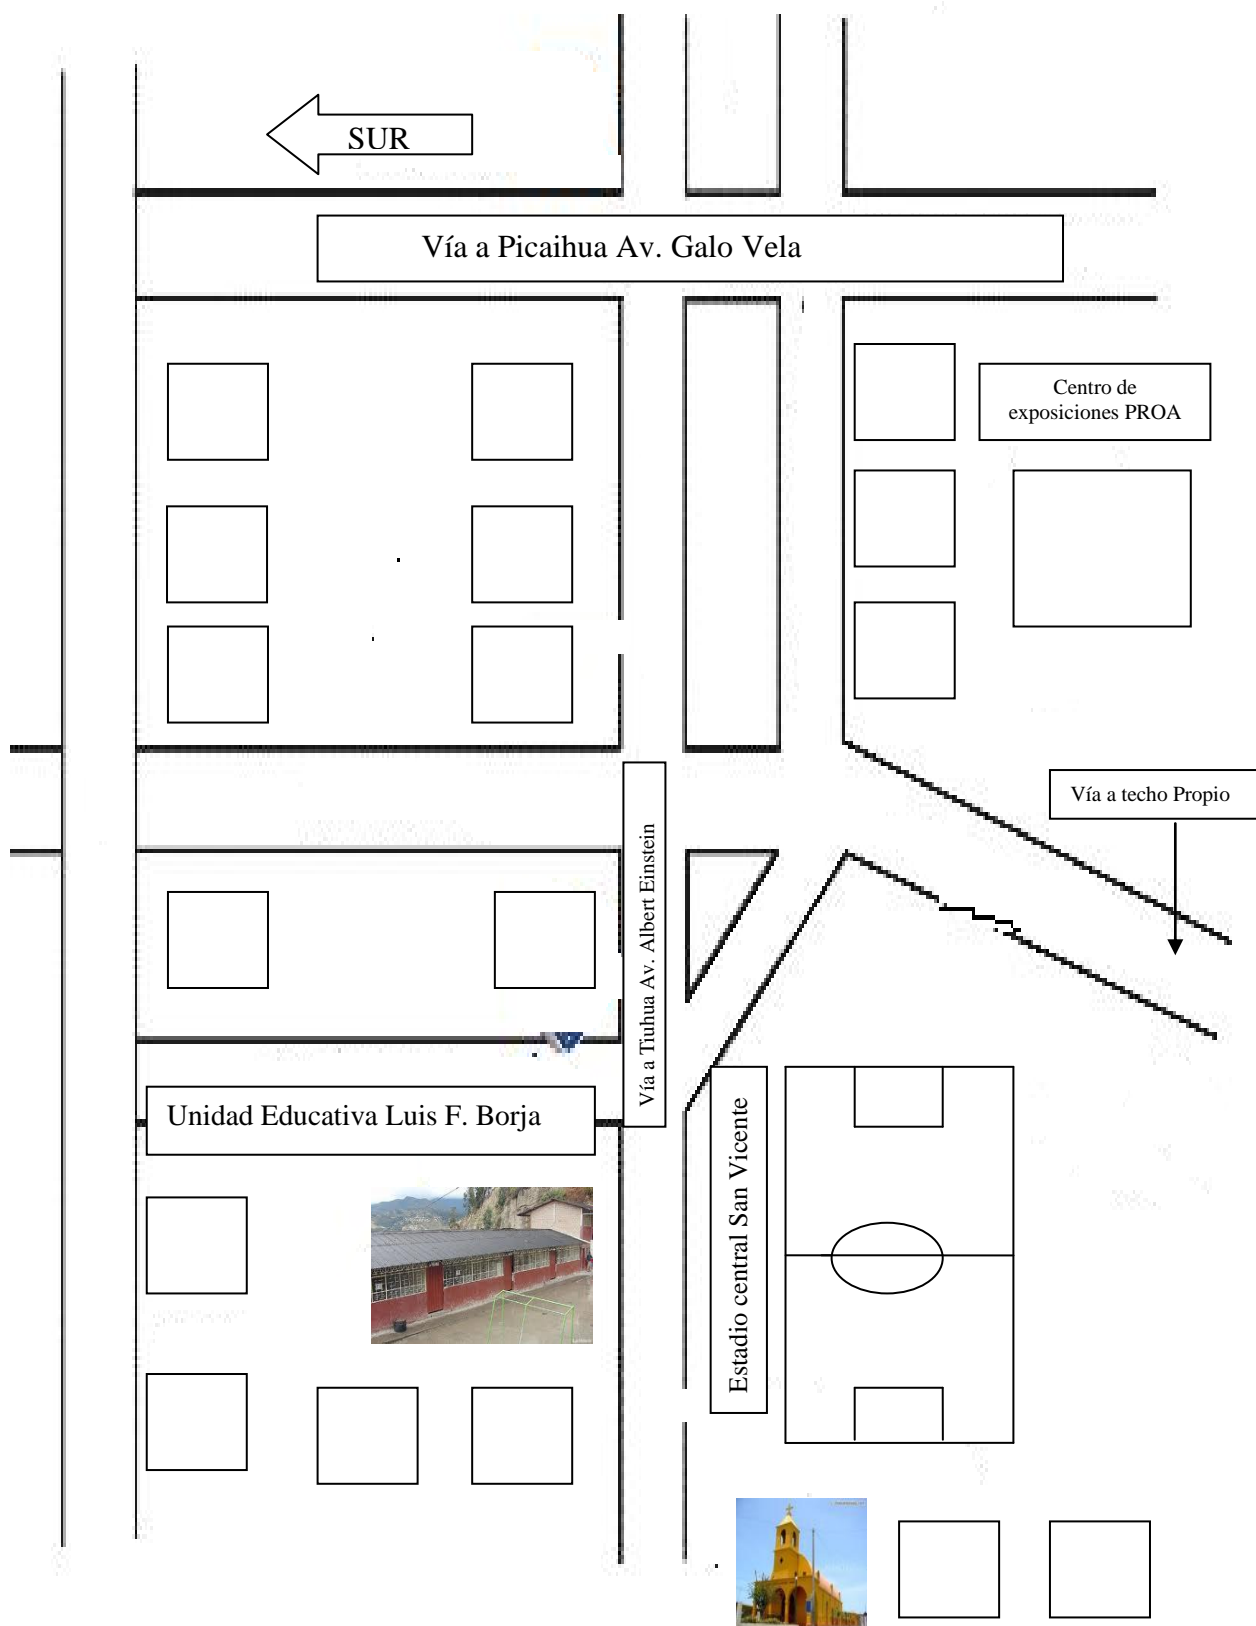 SUR
Vía a Picaihua Av. Galo Vela
Centro de
exposiciones PROA
Vía a techo Propio
Vía a Tiuhua Av. Albert Einstein
Unidad Educativa Luis F. Borja
Estadio central San Vicente